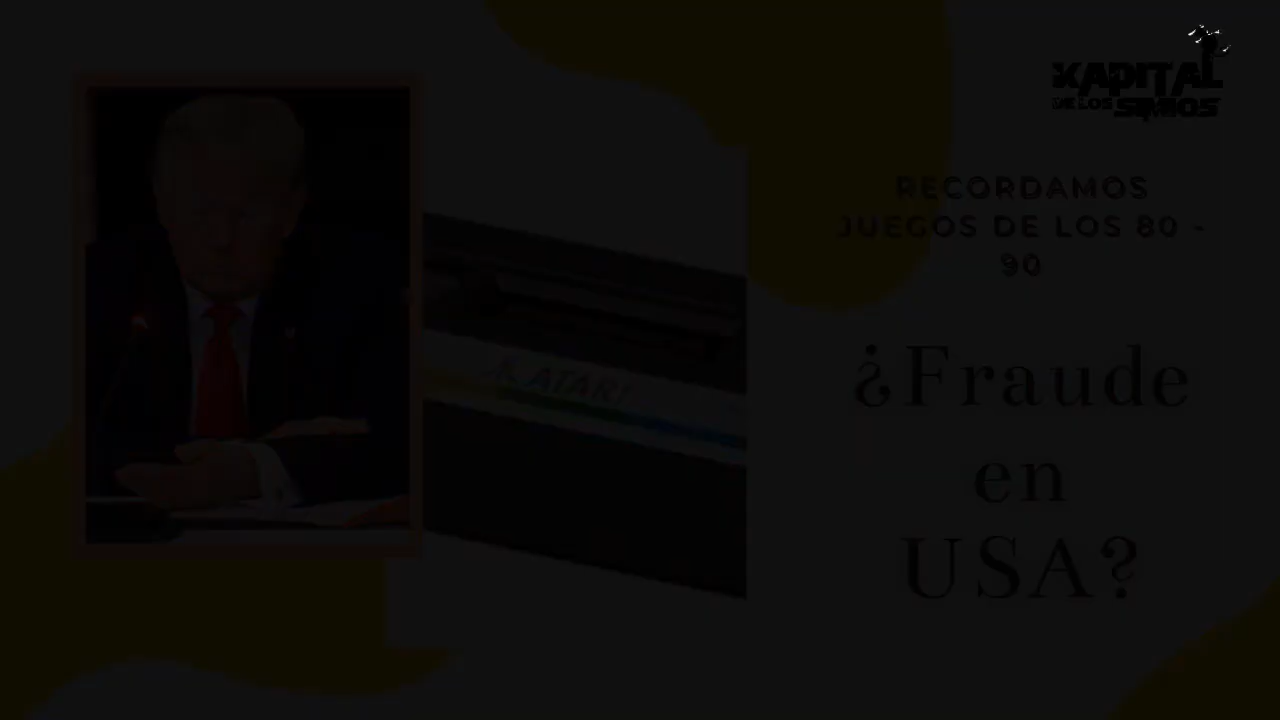 KAPITAL
DE LOS SIMIOS
RECORDAMOS
JUEGOS DE LOS 80 -
90
ATARI
¿Fraude
en
USA?